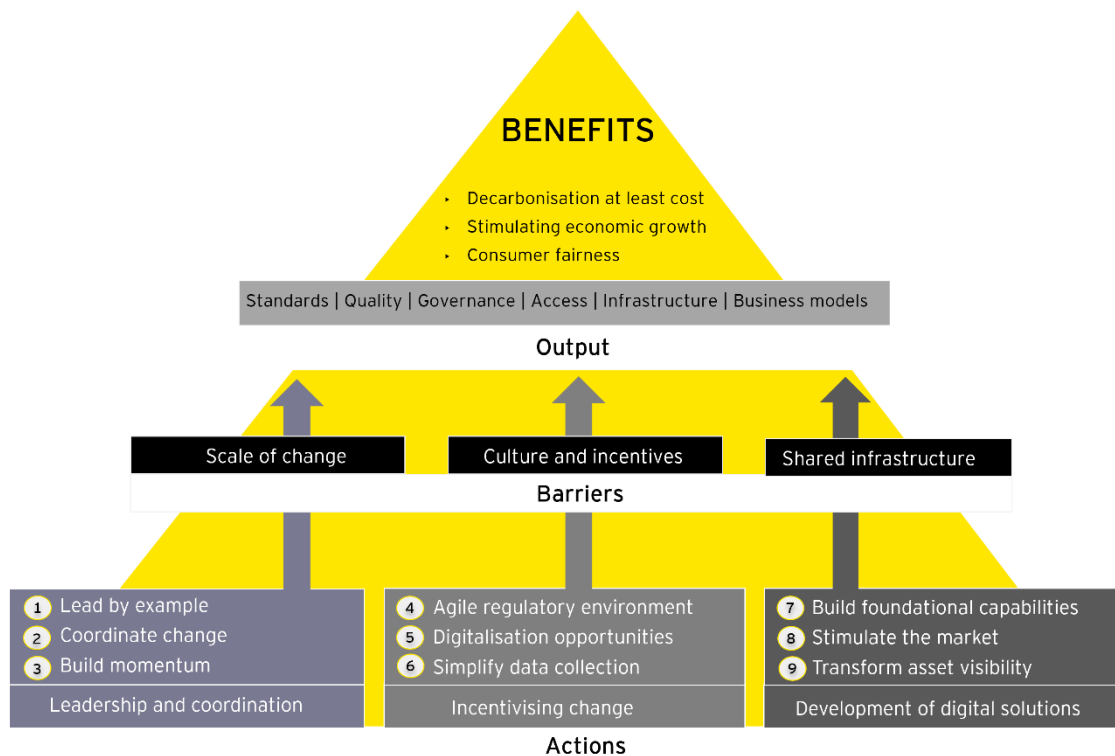 BENEFITS
‣ Decarbonisation at least cost
‣ Stimulating economic growth
‣ Consumer fairness
Standards | Quality | Governance | Access | Infrastructure | Business models
Output
Scale of change
Culture and incentives
Shared infrastructure
Barriers
1 Lead by example
2 Coordinate change
3 Build momentum
Leadership and coordination
4 Agile regulatory environment
5 Digitalisation opportunities
6 Simplify data collection
Incentivising change
7 Build foundational capabilities
8 Stimulate the market
9 Transform asset visibility
Development of digital solutions
Actions